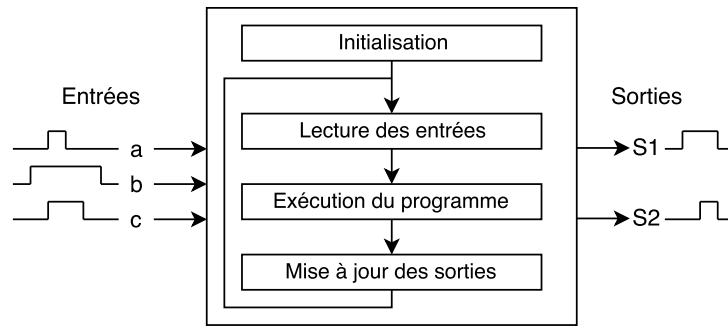 Initialisation
Entrées
Sorties
Lecture des entrées
a
S1
b
Exécution du programme
c
S2
Mise à jour des sorties